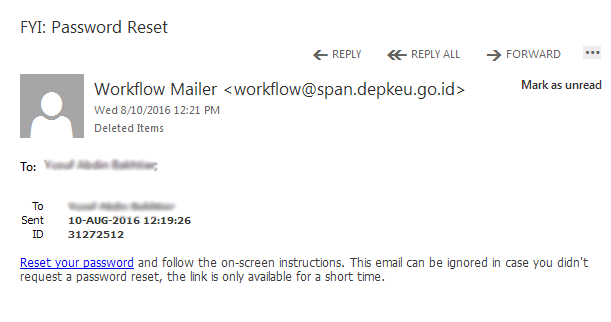 FYI: Password Reset
REPLY REPLY ALL FORWARD ...
Workflow Mailer <workflow@span.depkeu.go.id> Mark as unread
Wed 8/10/2016 12:21 PM
Deleted Items
To:
To
Sent 10-AUG-2016 12:19:26
ID 31272512
Reset your password and follow the on-screen instructions. This email can be ignored in case you didn't
request a password reset, the link is only available for a short time.